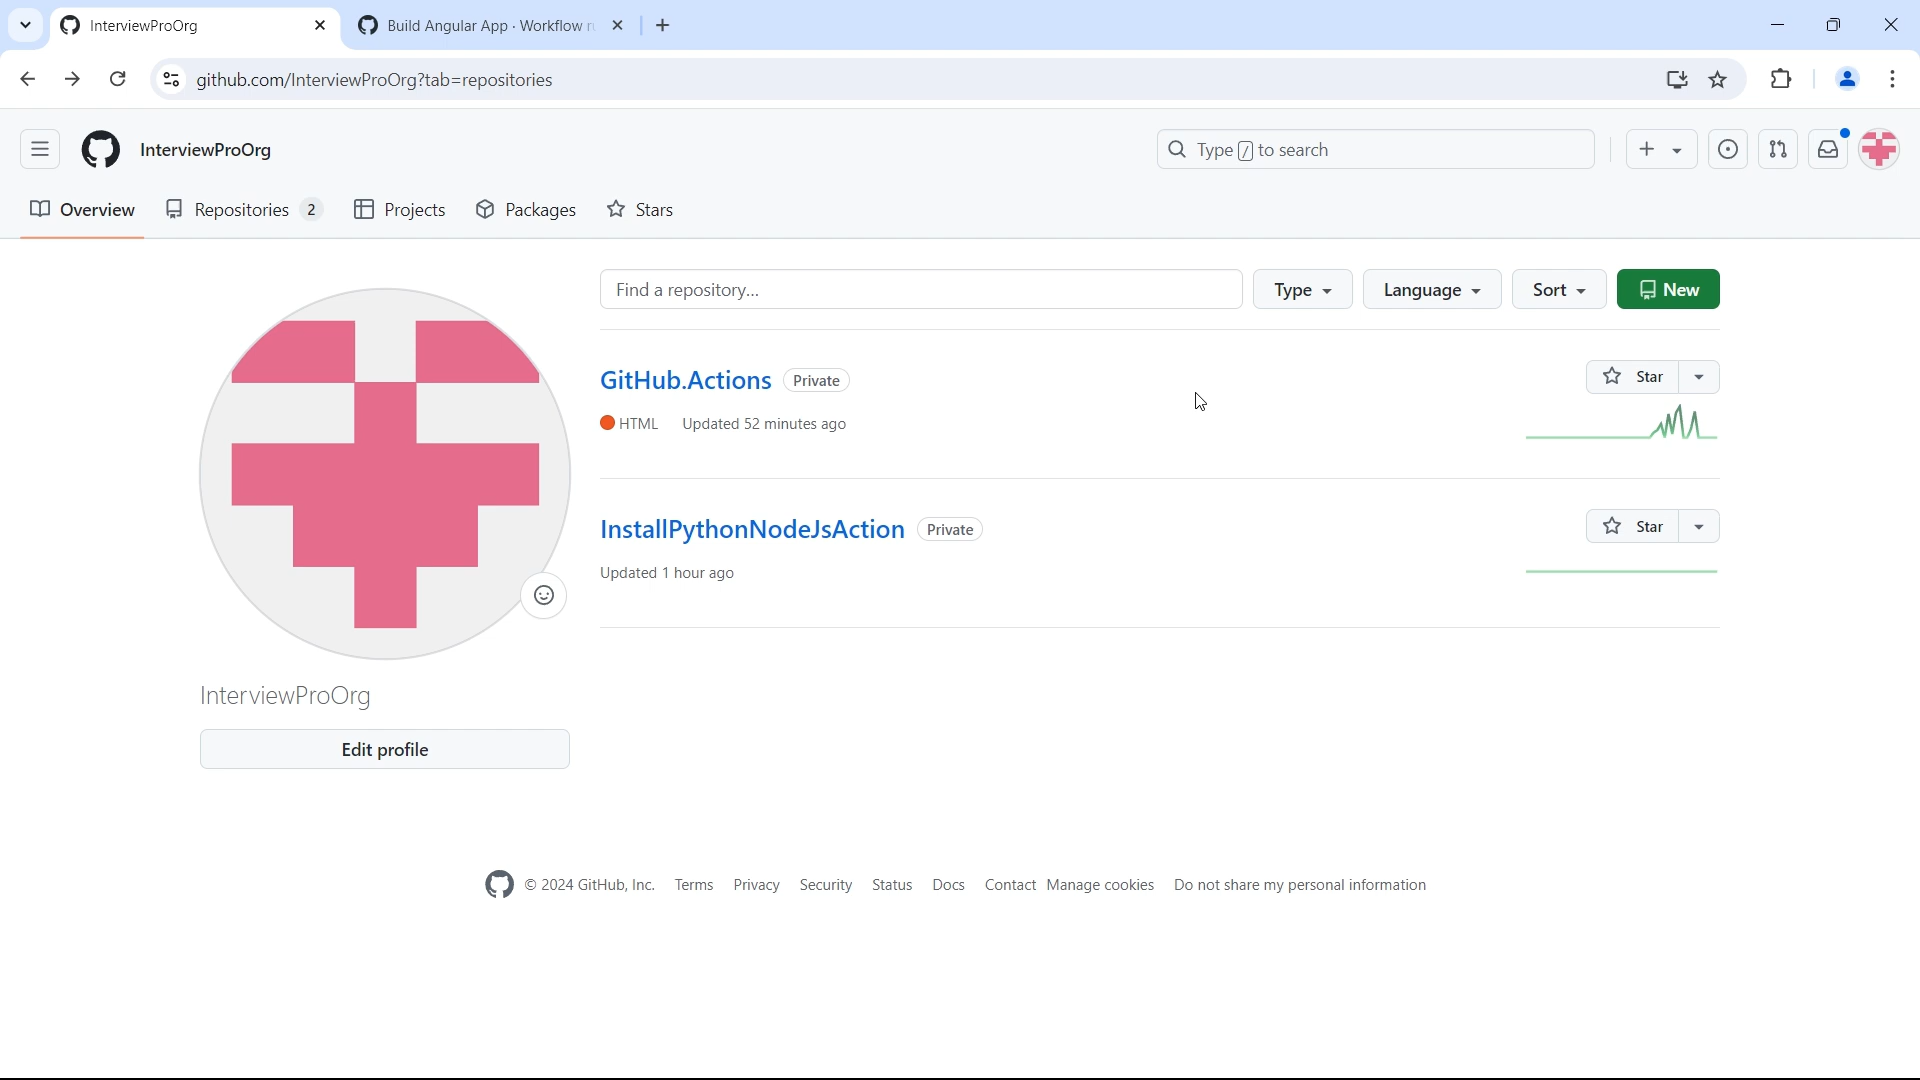 InterviewProOrg
Build Angular App · Workflow r
github.com/InterviewProOrg?tab=repositories
InterviewProOrg
Type / to search
Overview Repositories 2 Projects Packages Stars
Find a repository... Type Language Sort New
GitHub.Actions Private Star
HTML Updated 52 minutes ago
InstallPythonNodeJsAction Private Star
Updated 1 hour ago
InterviewProOrg
Edit profile
© 2024 GitHub, Inc. Terms Privacy Security Status Docs Contact Manage cookies Do not share my personal information